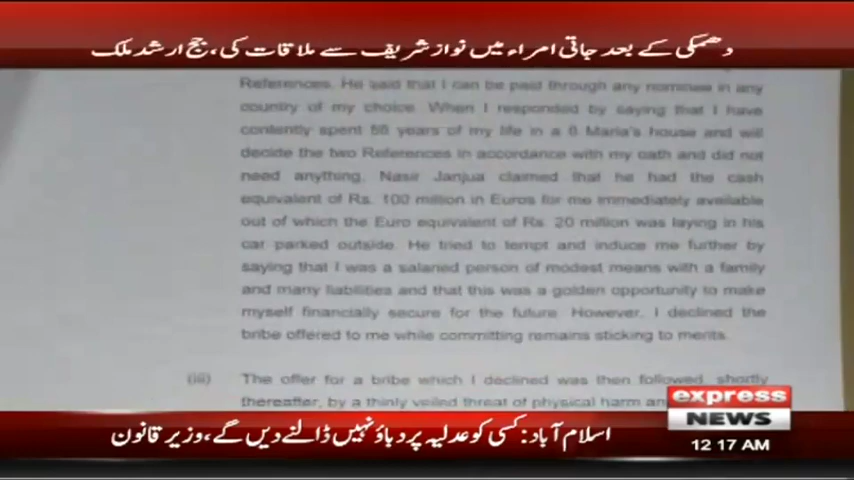 دھمکی کے بعد جاتی امراء میں نواز شریف سے ملاقات کی، جج ارشد ملک
References. He said that I can be paid through any nominee in any
country of my choice. When I responded by saying that I have
contently spent 56 years of my life in a 6 Marla's house and will
decide the two References in accordance with my oath and did not
need anything. Nasir Janjua claimed that he had the cash
equivalent of Rs. 100 million in Euros for me immediately available
out of which the Euro equivalent of Rs. 20 million was laying in his
car parked outside. He tried to tempt and induce me further by
saying that I was a salaried person of modest means with a family
and many liabilities and that this was a golden opportunity to make
myself financially secure for the future. However, I declined the
bribe offered to me while committing remains sticking to merits.
(iii) The offer for a bribe which I declined was then followed, shortly
thereafter, by a thinly veiled threat of physical harm an
express
NEWS
اسلام آباد: کسی کو عدلیہ پر دباؤ نہیں ڈالنے دیں گے، وزیر قانون
12 17 AM